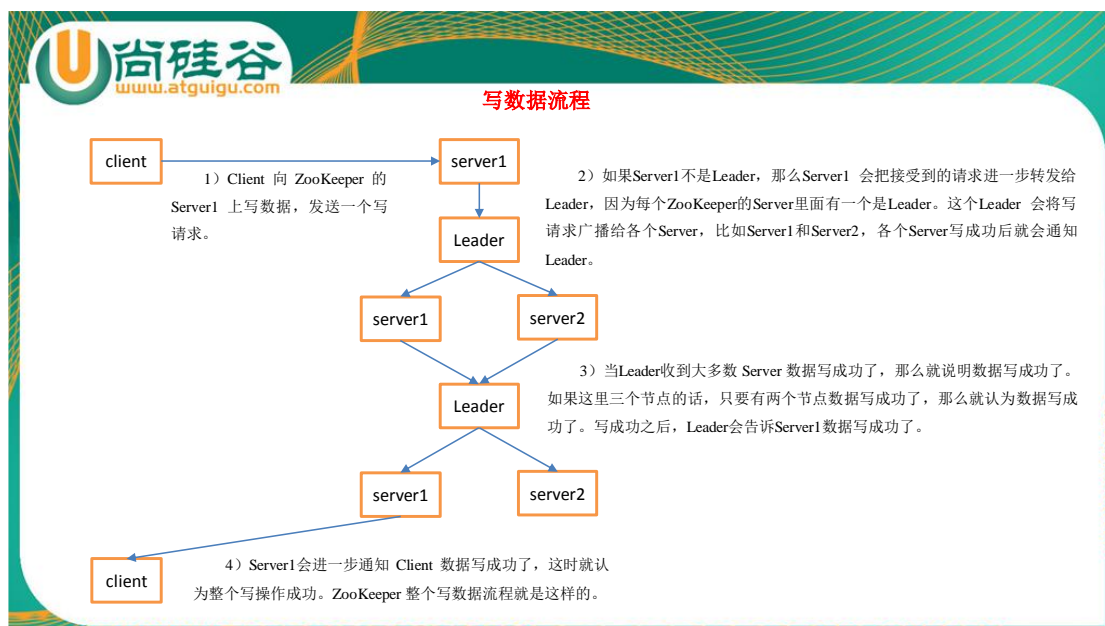 尚硅谷
www.atguigu.com
写数据流程
client
server1
1）Client 向 ZooKeeper 的
Server1 上写数据，发送一个写
请求。
2）如果Server1不是Leader，那么Server1 会把接受到的请求进一步转发给
Leader，因为每个ZooKeeper的Server里面有一个是Leader。这个Leader 会将写
请求广播给各个Server，比如Server1和Server2，各个Server写成功后就会通知
Leader。
Leader
server1
server2
3）当Leader收到大多数 Server 数据写成功了，那么就说明数据写成功了。
如果这里三个节点的话，只要有两个节点数据写成功了，那么就认为数据写成
功了。写成功之后，Leader会告诉Server1数据写成功了。
Leader
server1
server2
4）Server1会进一步通知 Client 数据写成功了，这时就认
为整个写操作成功。ZooKeeper 整个写数据流程就是这样的。
client